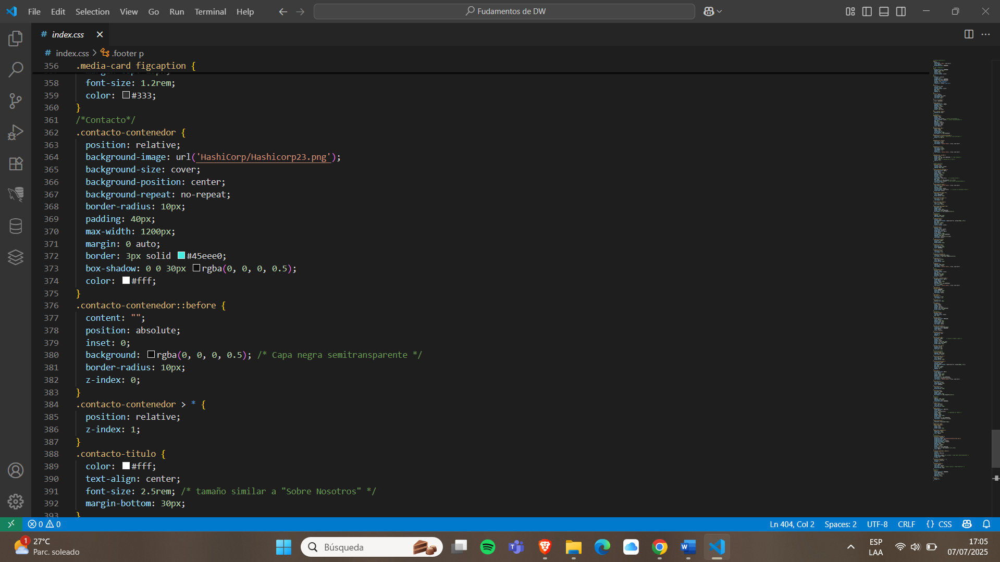 File Edit Selection View Go Run Terminal Help
Fudamentos de DW
# index.css
# index.css > .footer p
356 .media-card figcaption {
358 font-size: 1.2rem;
359 color: #333;
360 }
361 /*Contacto*/
362 .contacto-contenedor {
363 position: relative;
364 background-image: url('HashiCorp/Hashicorp23.png');
365 background-size: cover;
366 background-position: center;
367 background-repeat: no-repeat;
368 border-radius: 10px;
369 padding: 40px;
370 max-width: 1200px;
371 margin: 0 auto;
372 border: 3px solid #45eee0;
373 box-shadow: 0 0 30px rgba(0, 0, 0, 0.5);
374 color: #fff;
375 }
376 .contacto-contenedor::before {
377 content: "";
378 position: absolute;
379 inset: 0;
380 background: rgba(0, 0, 0, 0.5); /* Capa negra semitransparente */
381 border-radius: 10px;
382 z-index: 0;
383 }
384 .contacto-contenedor > * {
385 position: relative;
386 z-index: 1;
387 }
388 .contacto-titulo {
389 color: #fff;
390 text-align: center;
391 font-size: 2.5rem; /* tamaño similar a "Sobre Nosotros" */
392 margin-bottom: 30px;
393 }
0 0 Ln 404, Col 2 Spaces: 2 UTF-8 CRLF {} CSS
1 27°C
Parc. soleado
Búsqueda
ESP
LAA
17:05
07/07/2025